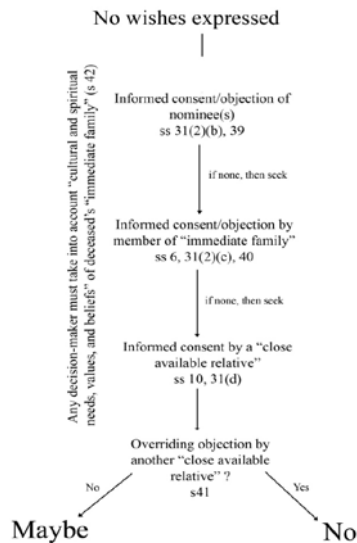 No wishes expressed
Any decision-maker must take into account “cultural and spiritual
needs, values, and beliefs” of deceased’s “immediate family” (s 42)
Informed consent/objection of
nominee(s)
ss 31(2)(b), 39
if none, then seek
Informed consent/objection by
member of “immediate family”
ss 6, 31(2)(c), 40
if none, then seek
Informed consent by a “close
available relative”
ss 10, 31(d)
Overriding objection by
another “close available
relative” ?
s41
No
Yes
Maybe
No